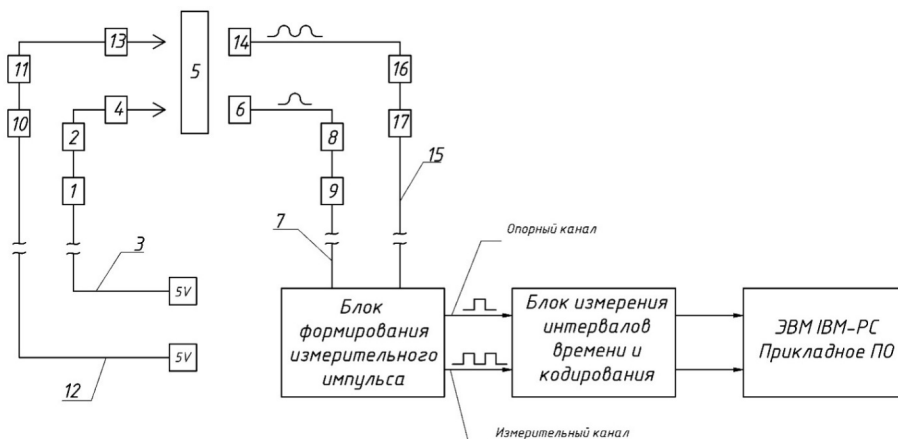 13
14
11
5
16
4
6
10
2
8
17
1
9
15
7
Опорный канал
3
5V
Блок
формирования
измерительного
импульса
Блок измерения
интервалов
времени и
кодирования
ЭВМ IBM-PC
Прикладное ПО
5V
12
Измерительный канал